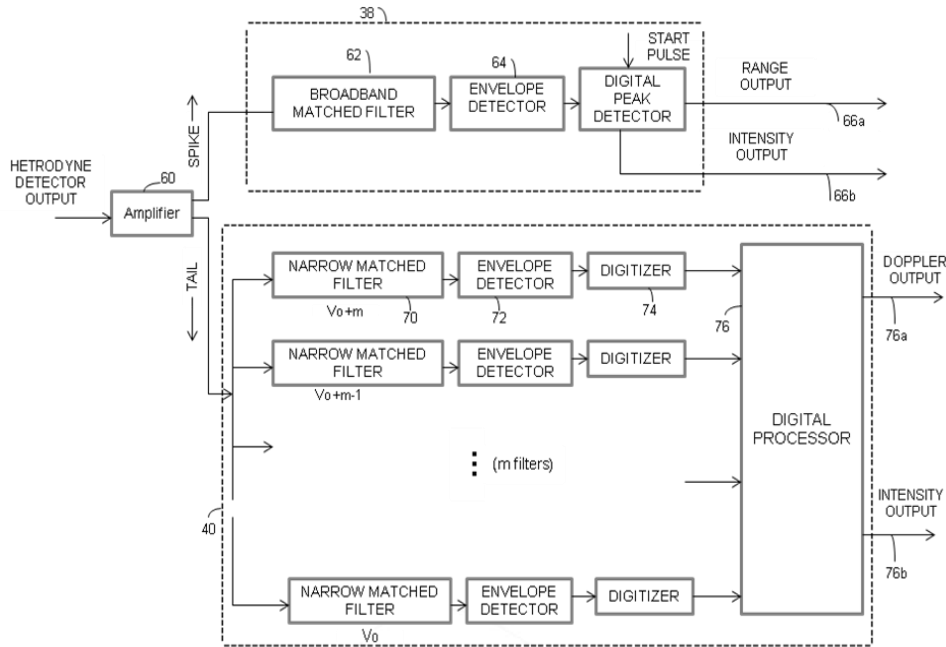 38
START
PULSE
62
64
BROADBAND
MATCHED FILTER
ENVELOPE
DETECTOR
DIGITAL
PEAK
DETECTOR
RANGE
OUTPUT
66a
INTENSITY
OUTPUT
66b
SPIKE
HETRODYNE
DETECTOR
OUTPUT
60
Amplifier
TAIL
NARROW MATCHED
FILTER
Vo+m
70
ENVELOPE
DETECTOR
72
DIGITIZER
74
76
DOPPLER
OUTPUT
76a
NARROW MATCHED
FILTER
Vo+m-1
ENVELOPE
DETECTOR
DIGITIZER
DIGITAL
PROCESSOR
(m filters)
40
INTENSITY
OUTPUT
76b
NARROW MATCHED
FILTER
Vo
ENVELOPE
DETECTOR
DIGITIZER